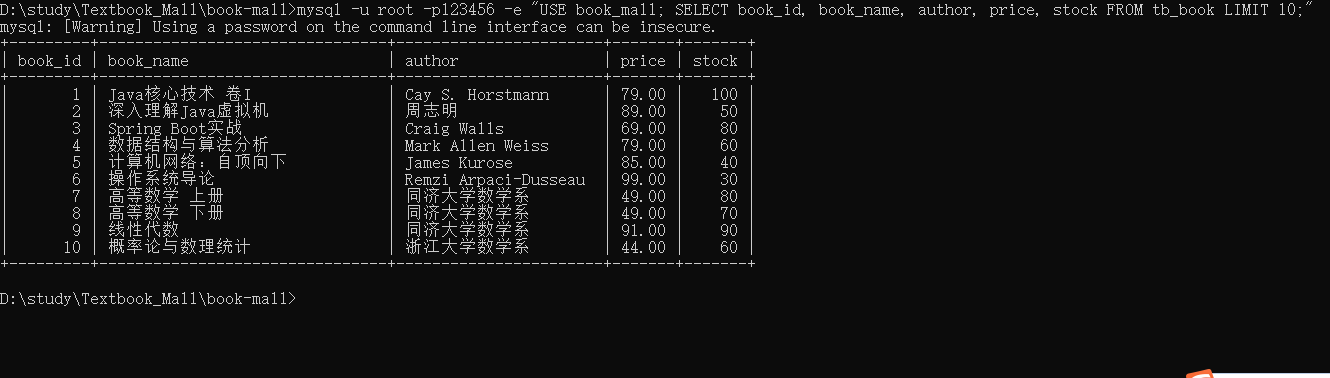 D:\study\Textbook_Mall\book-mall>mysql -u root -p123456 -e "USE book_mall; SELECT book_id, book_name, author, price, stock FROM tb_book LIMIT 10;"
mysql: [Warning] Using a password on the command line interface can be insecure.
+---------+--------------------------------+-----------------------+-------+-------+
| book_id | book_name | author | price | stock |
+---------+--------------------------------+-----------------------+-------+-------+
| 1 | Java核心技术 卷I | Cay S. Horstmann | 79.00 | 100 |
| 2 | 深入理解Java虚拟机 | 周志明 | 89.00 | 50 |
| 3 | Spring Boot实战 | Craig Walls | 69.00 | 80 |
| 4 | 数据结构与算法分析 | Mark Allen Weiss | 79.00 | 60 |
| 5 | 计算机网络：自顶向下 | James Kurose | 85.00 | 40 |
| 6 | 操作系统导论 | Remzi Arpaci-Dusseau | 99.00 | 30 |
| 7 | 高等数学 上册 | 同济大学数学系 | 49.00 | 80 |
| 8 | 高等数学 下册 | 同济大学数学系 | 49.00 | 70 |
| 9 | 线性代数 | 同济大学数学系 | 91.00 | 90 |
| 10 | 概率论与数理统计 | 浙江大学数学系 | 44.00 | 60 |
+---------+--------------------------------+-----------------------+-------+-------+
D:\study\Textbook_Mall\book-mall>